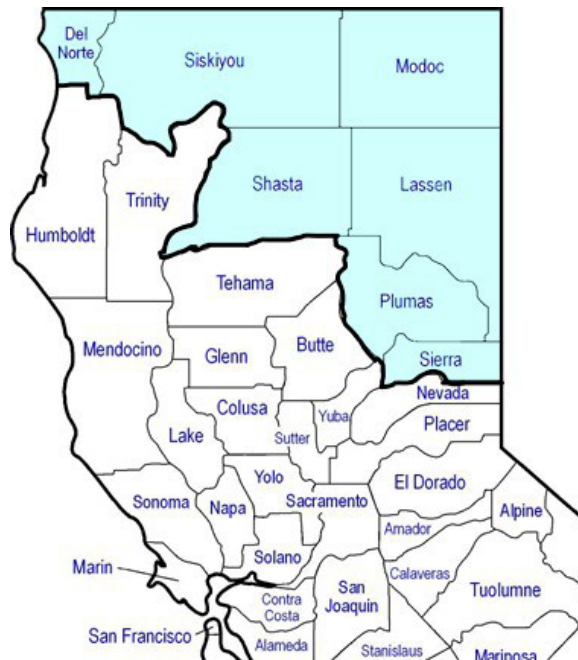 Del
Norte
Siskiyou
Modoc
Shasta
Lassen
Trinity
Humboldt
Tehama
Plumas
Mendocino
Glenn
Butte
Sierra
Nevada
Colusa
Yuba
Placer
Lake
Sutter
Yolo
El Dorado
Sonoma
Napa
Sacramento
Alpine
Amador
Solano
Marin
Calaveras
Tuolumne
San
Joaquin
Contra
Costa
San Francisco
Alameda
Stanislaus
Mariposa